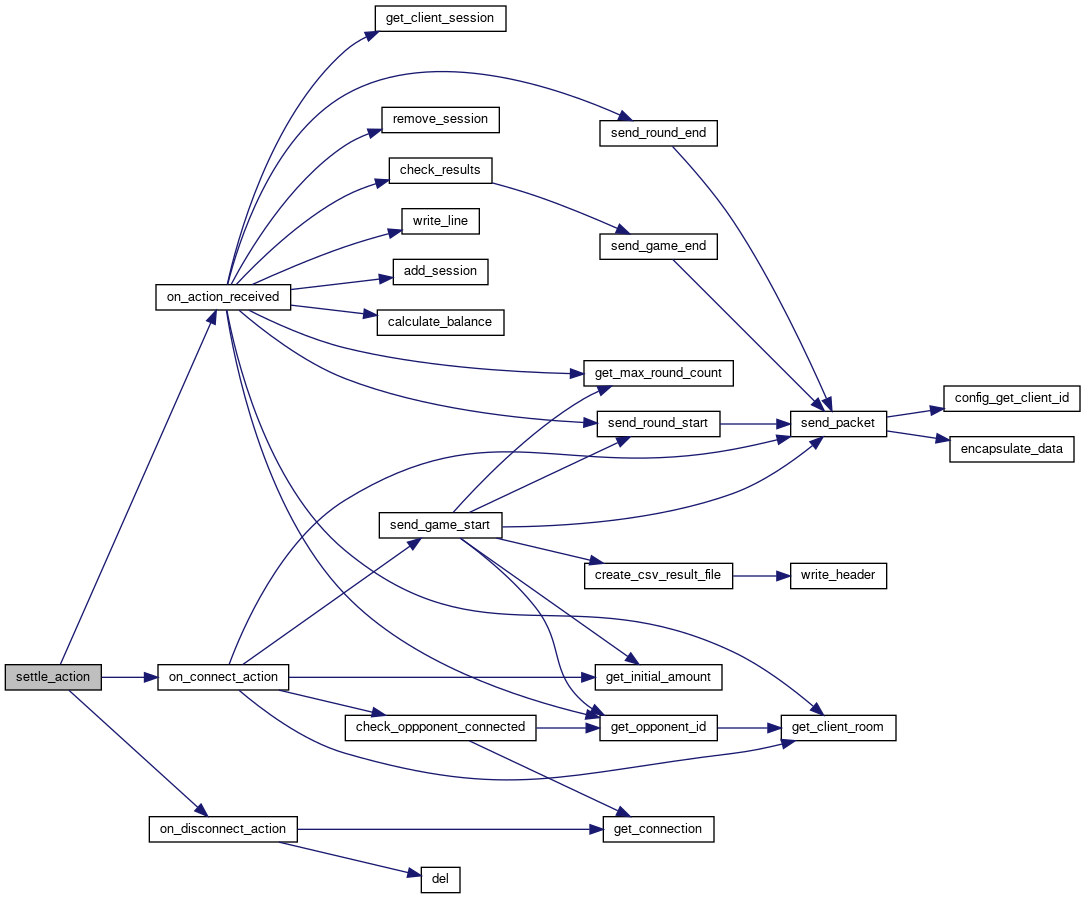 get_client_session
remove_session
send_round_end
check_results
write_line
send_game_end
add_session
on_action_received
calculate_balance
get_max_round_count
config_get_client_id
send_round_start
send_packet
encapsulate_data
send_game_start
create_csv_result_file
write_header
settle_action
on_connect_action
get_initial_amount
check_oppponent_connected
get_opponent_id
get_client_room
on_disconnect_action
get_connection
del